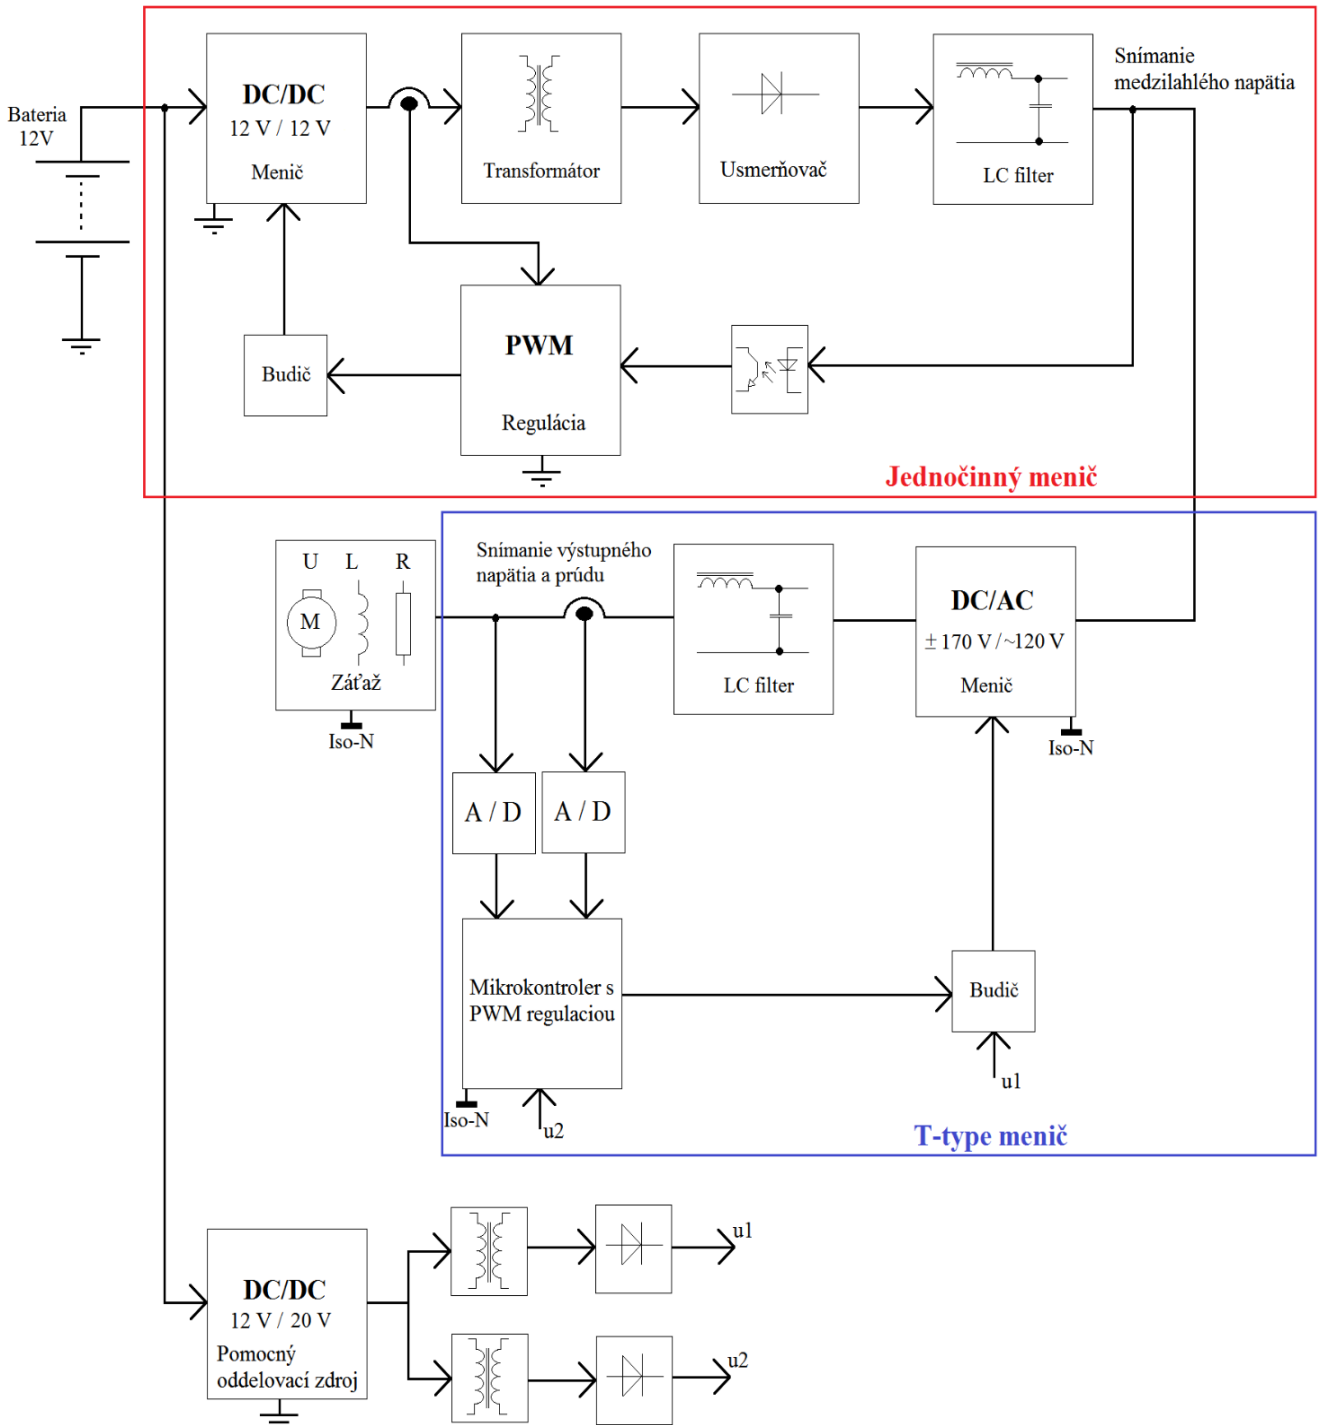 Bateria
12V
DC/DC
12 V / 12 V
Menič
Transformátor
Usmerňovač
LC filter
Snímanie
medzilahlého napätia
Budič
PWM
Regulácia
Jednočinný menič
U L R
M
Záťaž
Iso-N
Snímanie výstupného
napätia a prúdu
LC filter
DC/AC
± 170 V /~120 V
Menič
Iso-N
A / D
A / D
Mikrokontroler s
PWM regulaciou
Iso-N
u2
Budič
u1
T-type menič
DC/DC
12 V / 20 V
Pomocný
oddelovací zdroj
u1
u2